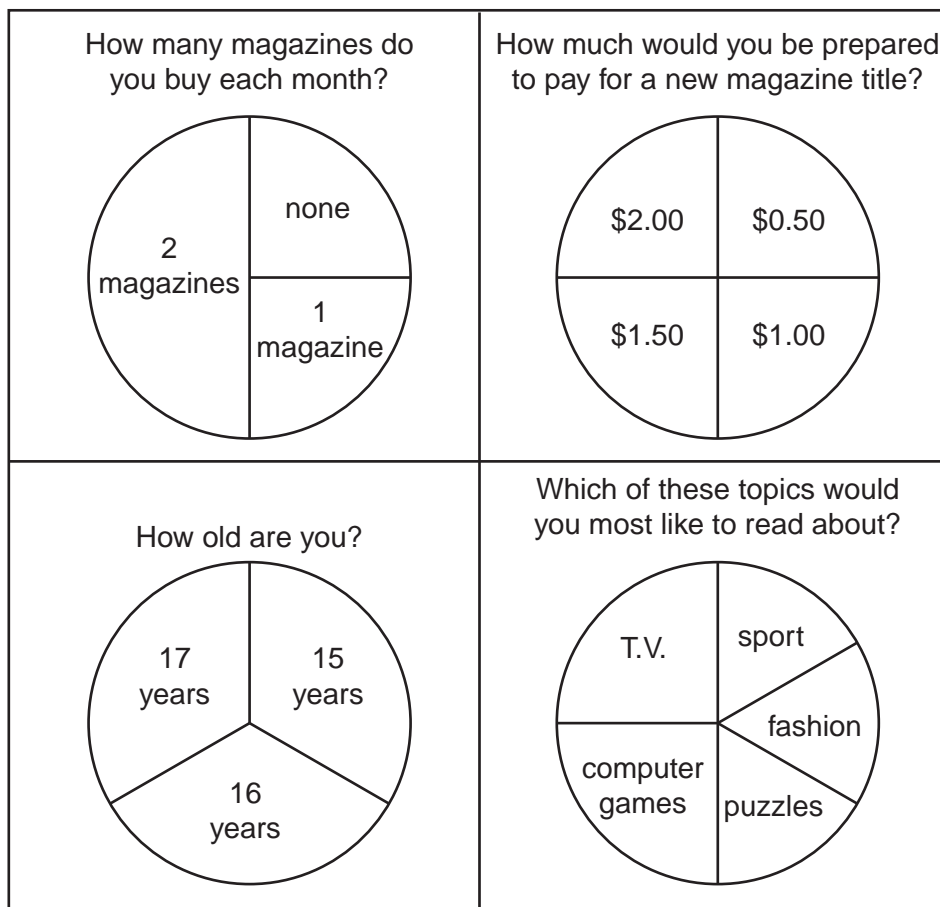 How many magazines do
you buy each month?
none
2
magazines
1
magazine
How much would you be prepared
to pay for a new magazine title?
$2.00
$0.50
$1.50
$1.00
How old are you?
17
years
15
years
16
years
Which of these topics would
you most like to read about?
T.V.
sport
fashion
computer
games
puzzles